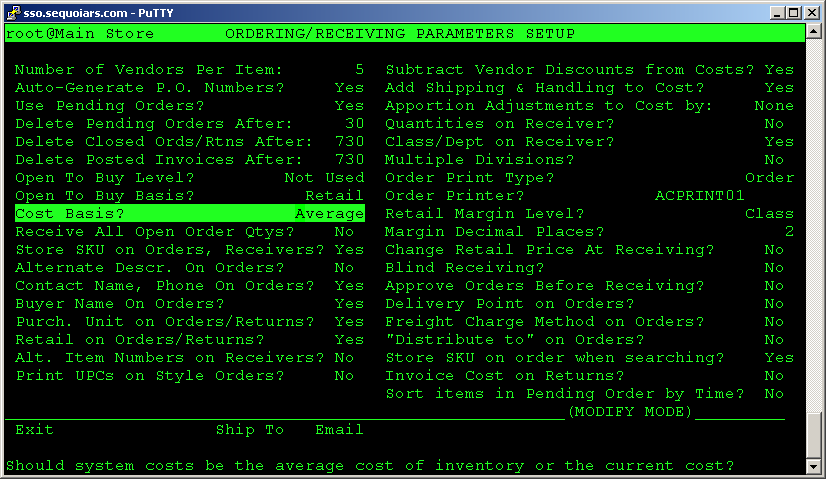 sso.sequoiars.com - PuTTY
root@Main Store ORDERING/RECEIVING PARAMETERS SETUP
Number of Vendors Per Item: 5 Subtract Vendor Discounts from Costs? Yes
Auto-Generate P.O. Numbers? Yes Add Shipping & Handling to Cost? Yes
Use Pending Orders? Yes Apportion Adjustments to Cost by: None
Delete Pending Orders After: 30 Quantities on Receiver? No
Delete Closed Ords/Rtns After: 730 Class/Dept on Receiver? Yes
Delete Posted Invoices After: 730 Multiple Divisions? No
Open To Buy Level? Not Used Order Print Type? Order
Open To Buy Basis? Retail Order Printer? ACPRINT01
Cost Basis? Average Retail Margin Level? Class
Receive All Open Order Qtys? No Margin Decimal Places? 2
Store SKU on Orders, Receivers? Yes Change Retail Price At Receiving? No
Alternate Descr. On Orders? No Blind Receiving? No
Contact Name, Phone On Orders? Yes Approve Orders Before Receiving? No
Buyer Name On Orders? Yes Delivery Point on Orders? No
Purch. Unit on Orders/Returns? Yes Freight Charge Method on Orders? No
Retail on Orders/Returns? Yes "Distribute to" on Orders? No
Alt. Item Numbers on Receivers? No Store SKU on order when searching? Yes
Print UPCs on Style Orders? No Invoice Cost on Returns? No
Sort items in Pending Order by Time? No
(MODIFY MODE)
Exit Ship To Email
Should system costs be the average cost of inventory or the current cost?